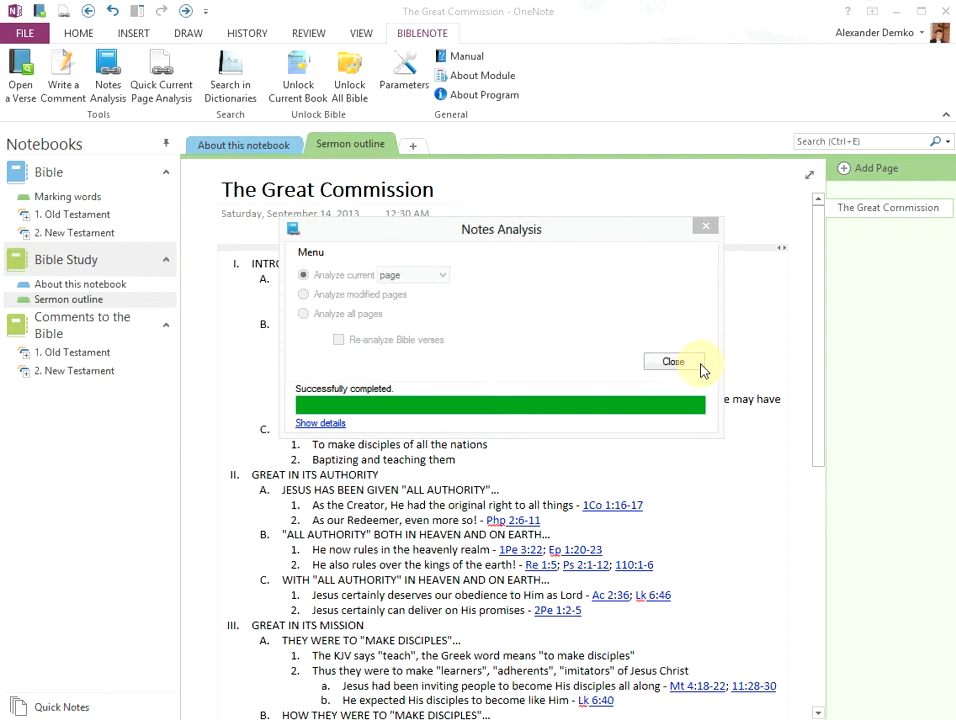 The Great Commission - OneNote
FILE HOME INSERT DRAW HISTORY REVIEW VIEW BIBLENOTE
Alexander Demko
Open a Verse
Write a Comment
Notes Analysis
Quick Current Page Analysis
Search in Dictionaries
Unlock Current Book
Unlock All Bible
Parameters
Manual
About Module
About Program
Tools Search Unlock Bible General
Notebooks
About this notebook Sermon outline
Search (Ctrl+E)
Bible
Marking words
1. Old Testament
2. New Testament
Bible Study
About this notebook
Sermon outline
Comments to the Bible
1. Old Testament
2. New Testament
Quick Notes
Add Page
The Great Commission
The Great Commission
Saturday, September 14, 2013 12:30 AM
Notes Analysis
Menu
Analyze current page
Analyze modified pages
Analyze all pages
Re-analyze Bible verses
Close
Successfully completed.
Show details
I. INTR
A.
B.
e may have
C.
1. To make disciples of all the nations
2. Baptizing and teaching them
II. GREAT IN ITS AUTHORITY
A. JESUS HAS BEEN GIVEN "ALL AUTHORITY"...
1. As the Creator, He had the original right to all things - 1Co 1:16-17
2. As our Redeemer, even more so! - Php 2:6-11
B. "ALL AUTHORITY" BOTH IN HEAVEN AND ON EARTH...
1. He now rules in the heavenly realm - 1Pe 3:22; Ep 1:20-23
2. He also rules over the kings of the earth! - Re 1:5; Ps 2:1-12; 110:1-6
C. WITH "ALL AUTHORITY" IN HEAVEN AND ON EARTH...
1. Jesus certainly deserves our obedience to Him as Lord - Ac 2:36; Lk 6:46
2. Jesus certainly can deliver on His promises - 2Pe 1:2-5
III. GREAT IN ITS MISSION
A. THEY WERE TO "MAKE DISCIPLES"...
1. The KJV says "teach", the Greek word means "to make disciples"
2. Thus they were to make "learners", "adherents", "imitators" of Jesus Christ
a. Jesus had been inviting people to become His disciples all along - Mt 4:18-22; 11:28-30
b. He expected His disciples to become like Him - Lk 6:40
B. HOW THEY WERE TO "MAKE DISCIPLES"...